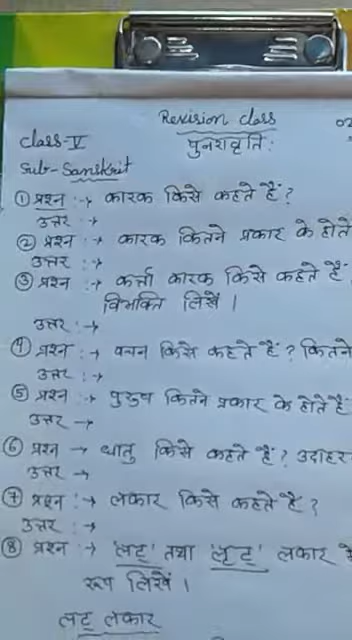 Revision class
02
class-V
पुनरावृति:
Sub-Sanskrit
① प्रश्न :→ कारक किसे कहते हैं ?
उत्तर :→
② प्रश्न :→ कारक कितने प्रकार के होते
उत्तर :→
③ प्रश्न :→ कर्त्ता कारक किसे कहते हैं
विभक्ति लिखें ।
उत्तर :→
④ प्रश्न :→ वचन किसे कहते हैं ? कितने
उत्तर :→
⑤ प्रश्न :→ पुरुष कितने प्रकार के होते हैं
उत्तर →
⑥ प्रश्न → धातु किसे कहते हैं ? उदाहर
उत्तर →
⑦ प्रश्न :→ लकार किसे कहते हैं ?
उत्तर :→
⑧ प्रश्न :→ 'लट्' तथा 'लृट्' लकार के
रूप लिखें ।
लट् लकार